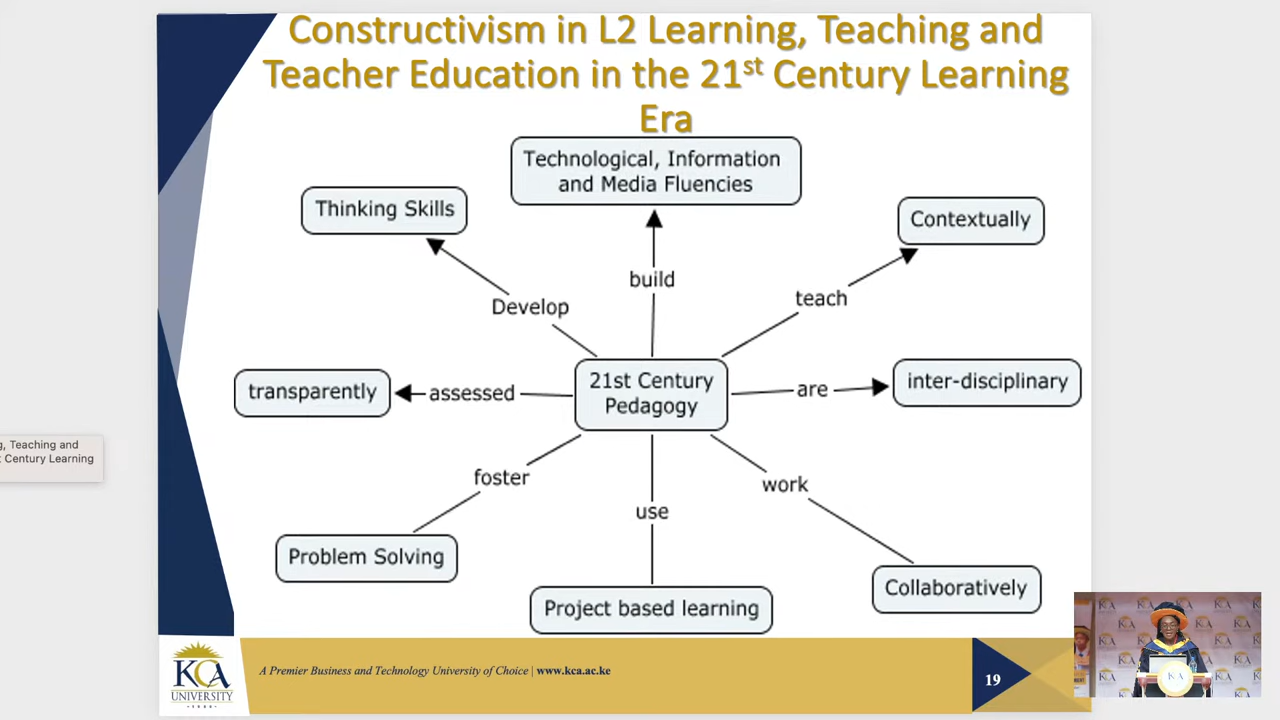 Constructivism in L2 Learning, Teaching and
Teacher Education in the 21st Century Learning
Era
Technological, Information
and Media Fluencies
Thinking Skills
Contextually
build
Develop
teach
transparently
assessed
21st Century
Pedagogy
are
inter-disciplinary
g, Teaching and
t Century Learning
foster
use
work
Problem Solving
Project based learning
Collaboratively
KCA
UNIVERSITY
A Premier Business and Technology University of Choice | www.kca.ac.ke
19